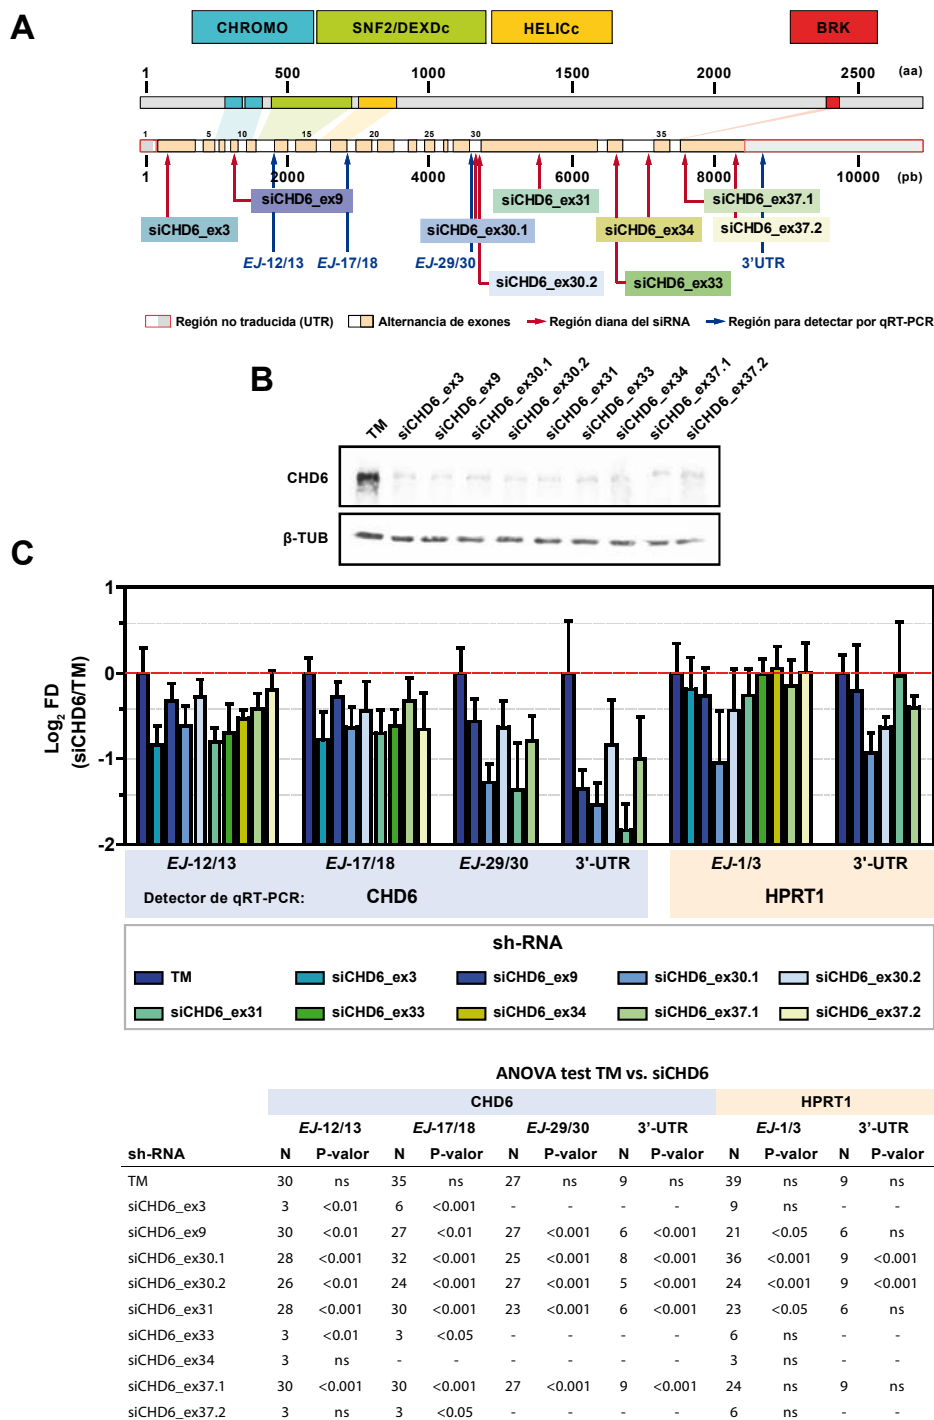 A
CHROMO SNF2/DEXDc HELICc BRK
1 500 1000 1500 2000 2500 (aa)
1 5 10 15 20 25 30 35
1 2000 4000 6000 8000 10000 (pb)
siCHD6_ex9 siCHD6_ex31 siCHD6_ex37.1
siCHD6_ex3 siCHD6_ex30.1 siCHD6_ex34 siCHD6_ex37.2
EJ-12/13 EJ-17/18 EJ-29/30 3'UTR
siCHD6_ex30.2 siCHD6_ex33
Región no traducida (UTR) Alternancia de exones Región diana del siRNA Región para detectar por qRT-PCR
B
TM siCHD6_ex3 siCHD6_ex9 siCHD6_ex30.1 siCHD6_ex30.2 siCHD6_ex31 siCHD6_ex33 siCHD6_ex34 siCHD6_ex37.1 siCHD6_ex37.2
CHD6
β-TUB
C
Log2 FD
(siCHD6/TM)
1
0
-1
-2
EJ-12/13 EJ-17/18 EJ-29/30 3'-UTR EJ-1/3 3'-UTR
Detector de qRT-PCR: CHD6 HPRT1
sh-RNA
TM siCHD6_ex3 siCHD6_ex9 siCHD6_ex30.1 siCHD6_ex30.2
siCHD6_ex31 siCHD6_ex33 siCHD6_ex34 siCHD6_ex37.1 siCHD6_ex37.2
ANOVA test TM vs. siCHD6
CHD6 HPRT1
EJ-12/13 EJ-17/18 EJ-29/30 3'-UTR EJ-1/3 3'-UTR
sh-RNA N P-valor N P-valor N P-valor N P-valor N P-valor N P-valor
TM 30 ns 35 ns 27 ns 9 ns 39 ns 9 ns
siCHD6_ex3 3 <0.01 6 <0.001 - - - - 9 ns - -
siCHD6_ex9 30 <0.01 27 <0.01 27 <0.001 6 <0.001 21 <0.05 6 ns
siCHD6_ex30.1 28 <0.001 32 <0.001 25 <0.001 8 <0.001 36 <0.001 9 <0.001
siCHD6_ex30.2 26 <0.01 24 <0.001 27 <0.001 5 <0.001 24 <0.001 9 <0.001
siCHD6_ex31 28 <0.001 30 <0.001 23 <0.001 6 <0.001 23 <0.05 6 ns
siCHD6_ex33 3 <0.01 3 <0.05 - - - - 6 ns - -
siCHD6_ex34 3 ns - - - - - - 3 ns - -
siCHD6_ex37.1 30 <0.001 30 <0.001 27 <0.001 9 <0.001 24 ns 9 ns
siCHD6_ex37.2 3 ns 3 <0.05 - - - - 6 ns - -